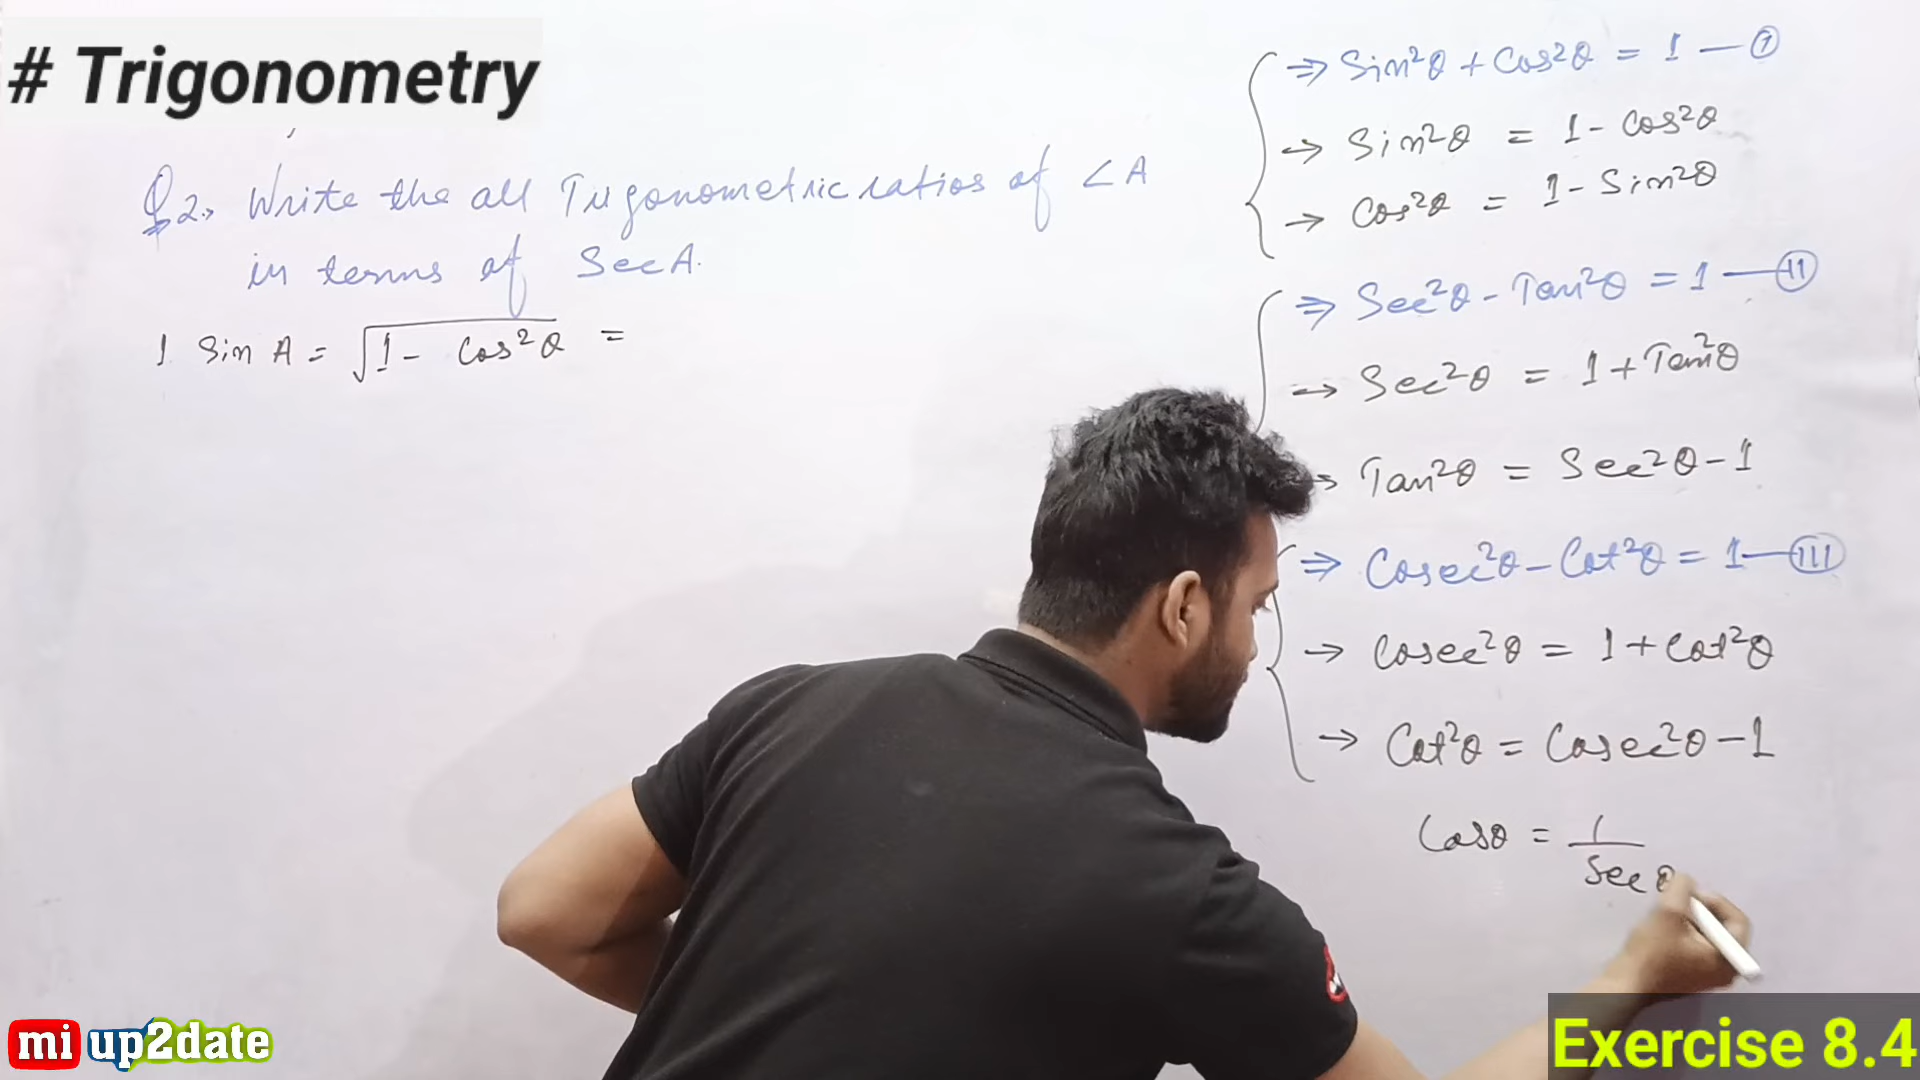 # Trigonometry
Q2. Write the all Trigonometric ratios of ∠A
in terms of SecA.
1 Sin A = √1 - Cos²θ =
⇒ Sin²θ + Cos²θ = 1 — I
→ Sin²θ = 1 - Cos²θ
→ Cos²θ = 1 - Sin²θ
⇒ Sec²θ - Tan²θ = 1 — II
→ Sec²θ = 1 + Tan²θ
→ Tan²θ = Sec²θ - 1
⇒ Cosec²θ - Cot²θ = 1 — III
→ Cosec²θ = 1 + Cot²θ
→ Cot²θ = Cosec²θ - 1
Cosθ = 1
Sec θ
mi up2date
Exercise 8.4